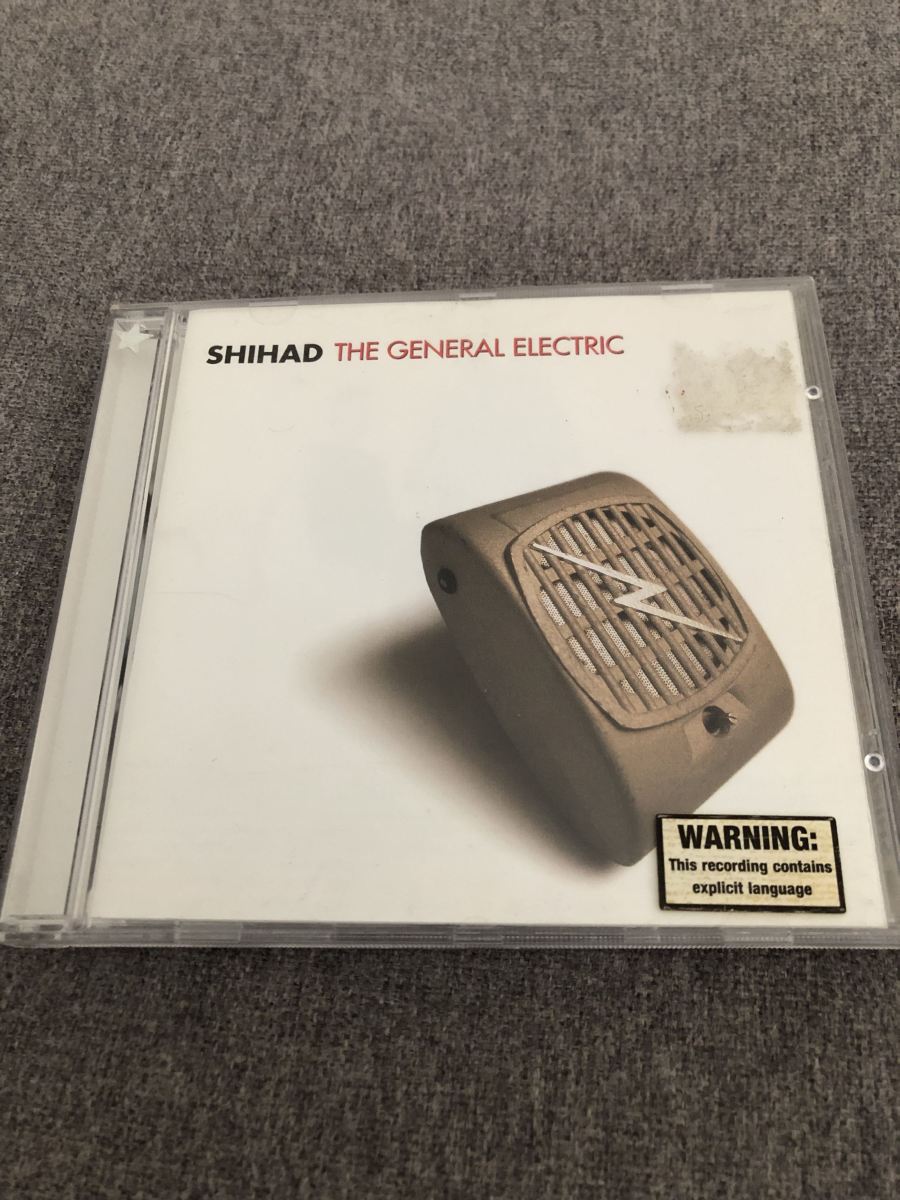 SHIHAD THE GENERAL ELECTRIC
WARNING:
This recording contains
explicit language